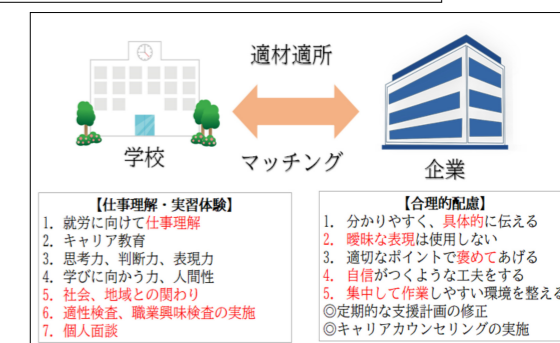 適材適所
学校
マッチング
企業
【仕事理解・実習体験】
1. 就労に向けて仕事理解
2. キャリア教育
3. 思考力、判断力、表現力
4. 学びに向かう力、人間性
5. 社会、地域との関わり
6. 適性検査、職業興味検査の実施
7. 個人面談
【合理的配慮】
1. 分かりやすく、具体的に伝える
2. 曖昧な表現は使用しない
3. 適切なポイントで褒めてあげる
4. 自信がつくような工夫をする
5. 集中して作業しやすい環境を整える
◎定期的な支援計画の修正
◎キャリアカウンセリングの実施